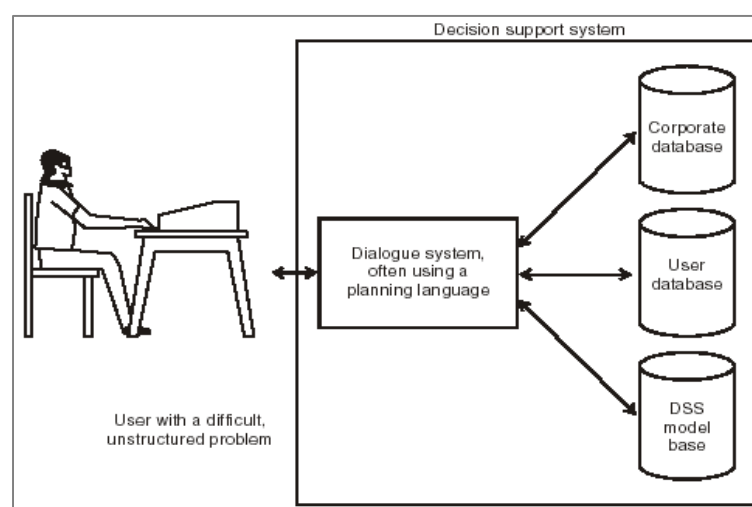 Decision support system
Corporate
database
Dialogue system,
often using a
planning language
User
database
User with a difficult,
unstructured problem
DSS
model
base